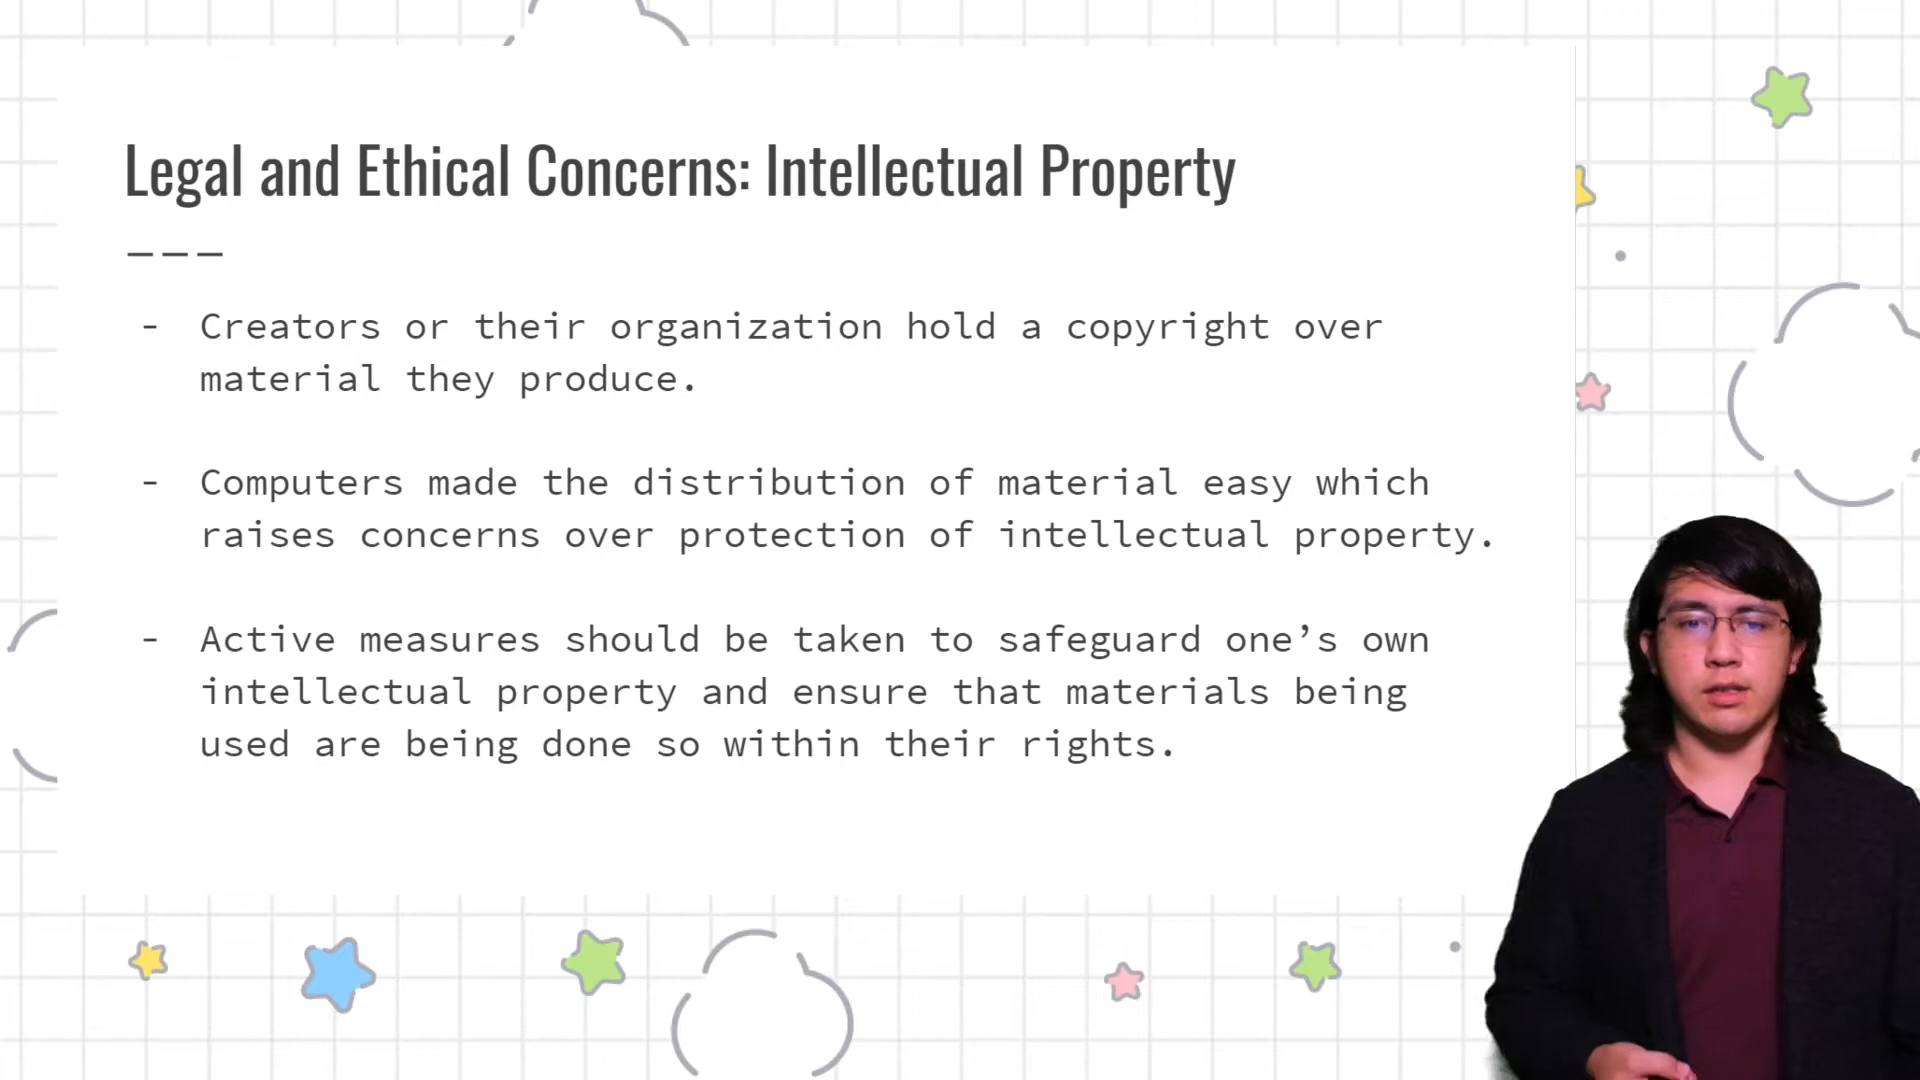 Legal and Ethical Concerns: Intellectual Property
- Creators or their organization hold a copyright over
material they produce.
- Computers made the distribution of material easy which
raises concerns over protection of intellectual property.
- Active measures should be taken to safeguard one’s own
intellectual property and ensure that materials being
used are being done so within their rights.